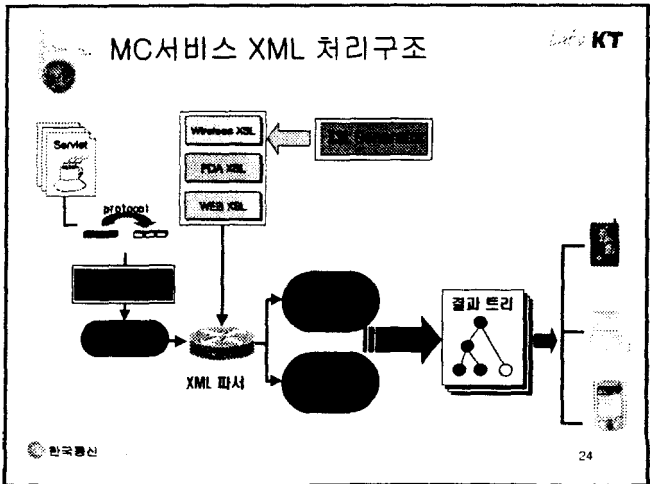 MC서비스 XML 처리구조
Let's KT
Servlet
protocol
Wireless XSL
PDA XSL
WEB XSL
XML 파서
결과 트리
한국통신
24